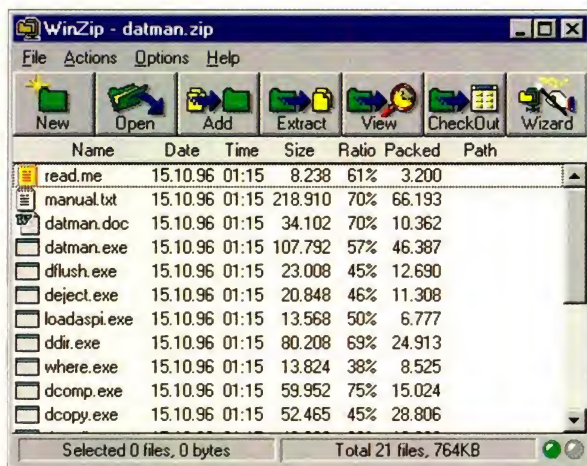 WinZip - datman.zip
File Actions Options Help
New Open Add Extract View CheckOut Wizard
Name Date Time Size Ratio Packed Path
read.me 15.10.96 01:15 8.238 61% 3.200
manual.txt 15.10.96 01:15 218.910 70% 66.193
datman.doc 15.10.96 01:15 34.102 70% 10.362
datman.exe 15.10.96 01:15 107.792 57% 46.387
dflush.exe 15.10.96 01:15 23.008 45% 12.690
deject.exe 15.10.96 01:15 20.848 46% 11.308
loadaspi.exe 15.10.96 01:15 13.568 50% 6.777
ddir.exe 15.10.96 01:15 80.208 69% 24.913
where.exe 15.10.96 01:15 13.824 38% 8.525
dcomp.exe 15.10.96 01:15 59.952 75% 15.024
dcopy.exe 15.10.96 01:15 52.465 45% 28.806
Selected 0 files, 0 bytes Total 21 files, 764KB